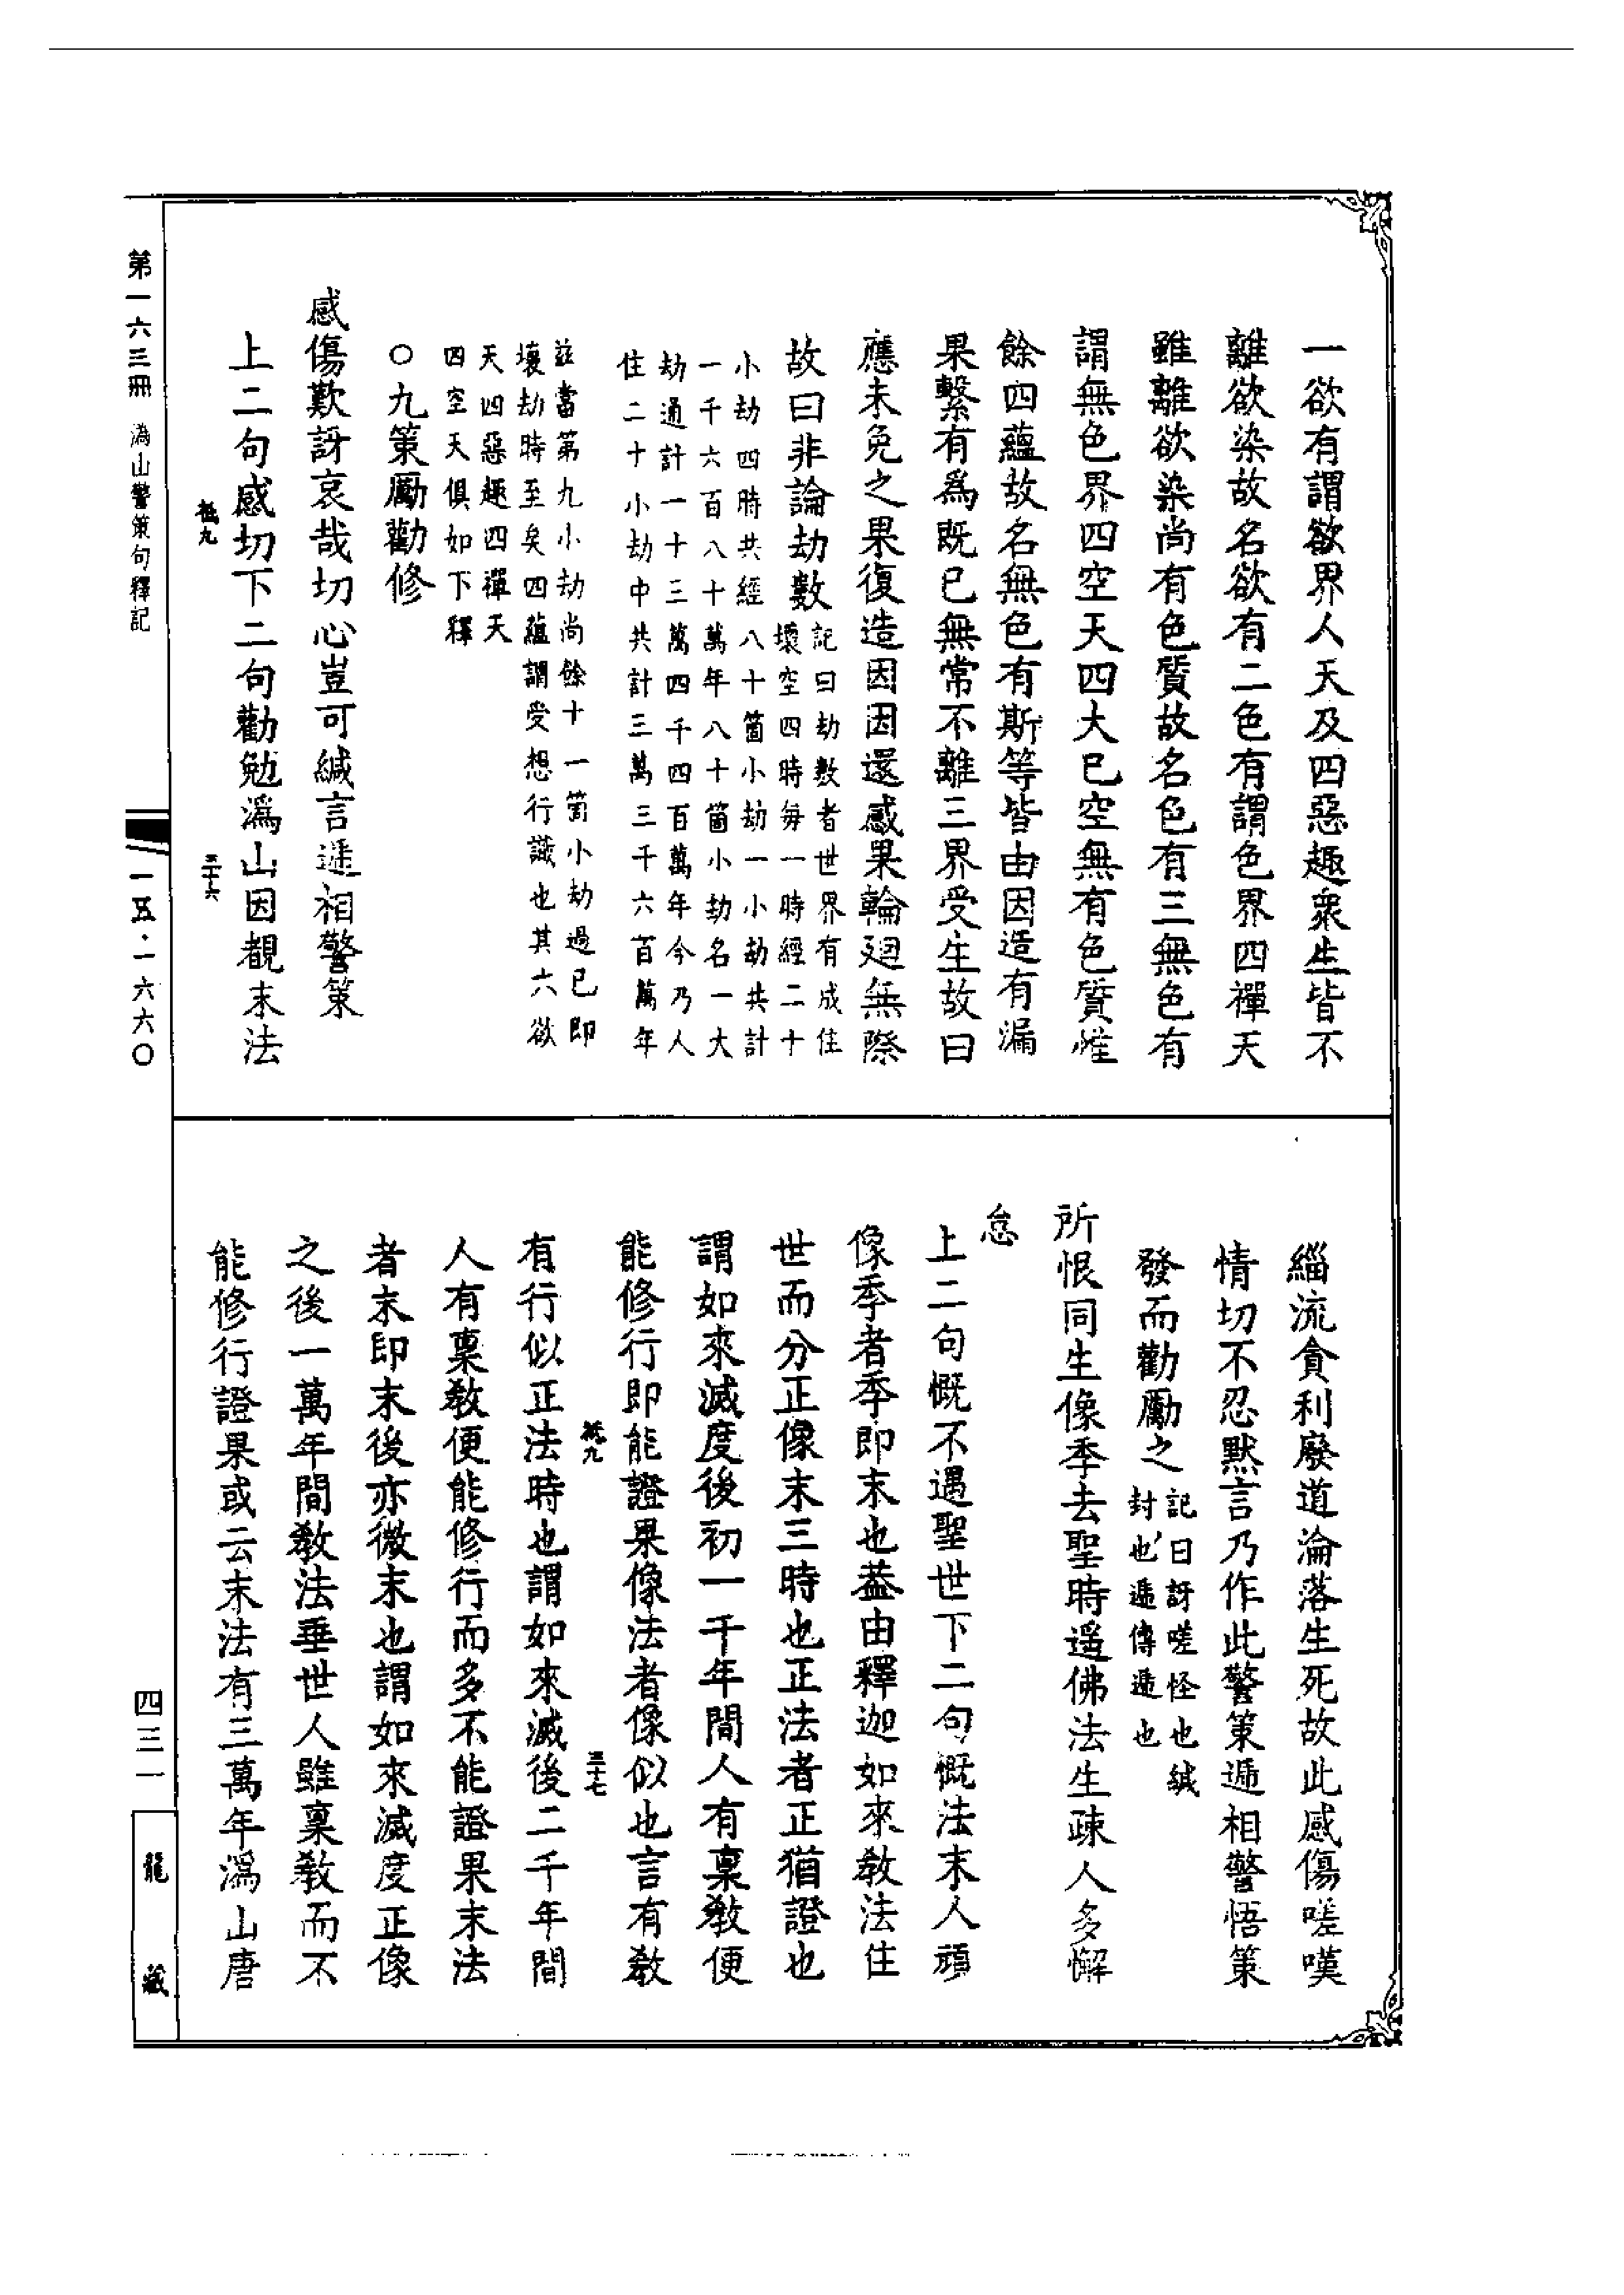 一欲有謂欲界人天及四惡趣衆生皆不
離欲染故名欲有二色有謂色界四禪天
雖離欲染尚有色質故名色有三無色有
謂無色界四空天四大已空無有色質惟
餘四蘊故名無色有斯等皆由因造有漏
果繫有爲既已無常不離三界受生故曰
應未免之果復造因因還感果輪廻無際
故曰非論劫數
記曰劫數者世界有成住
壞空四時每一時經二十
小劫四時共經八十箇小劫一小劫共計
一千六百八十萬年八十箇小劫名一大
劫通計一十三萬四千四百萬年今乃人
住二十小劫中共計三萬三千六百萬年
茲當第九小劫尚餘十一箇小劫過已即
壞劫時至矣四蘊謂受想行識也其六欲
天四惡趣四禪天
四空天俱如下釋
○九策勵勸修
感傷歎訝哀哉切心豈可緘言遞相警策
上二句感切下二句勸勉潙山因覩末法
緇流貪利廢道淪落生死故此感傷嗟嘆
情切不忍默言乃作此警策遞相警悟策
發而勸勵之
記曰訝嗟怪也緘
封也遞傳遞也
所恨同生像季去聖時遥佛法生疎人多懈
怠
上二句慨不遇聖世下二句慨法末人頑
像季者季即末也葢由釋迦如來敎法住
世而分正像末三時也正法者正猶證也
謂如來滅度後初一千年間人有稟敎便
能修行即能證果像法者像似也言有敎
有行似正法時也謂如來滅後二千年間
人有稟敎便能修行而多不能證果末法
者末印末後亦微末也謂如來滅度正像
之後一萬年間敎法垂世人雖稟敎而不
能修行證果或云末法有三萬年潙山唐
第一六三冊 潙山警策句釋記
一五·一六六〇
四三一
龍藏
三十六
三十七